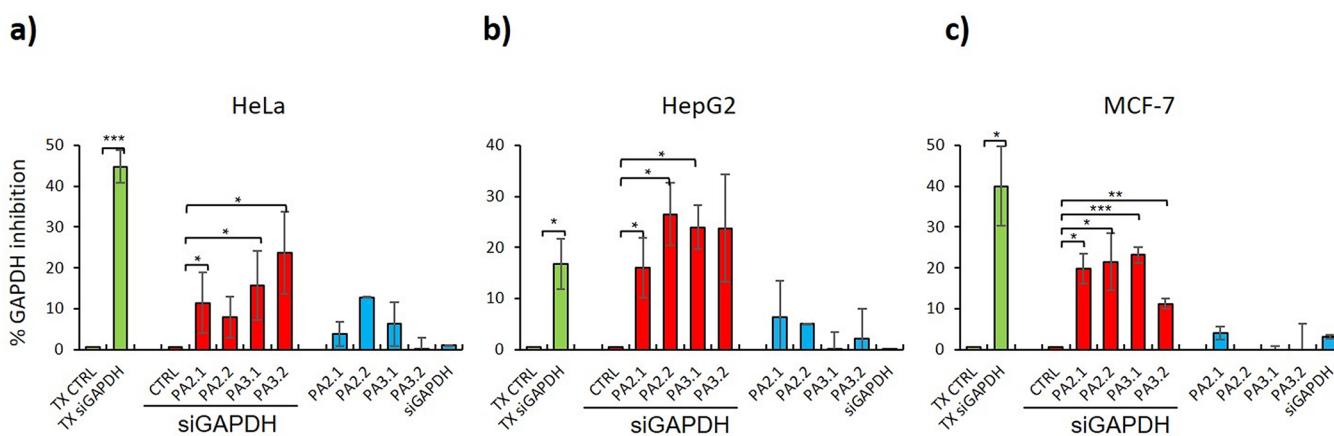 a)
HeLa
% GAPDH inhibition
50
40
30
20
10
0
***
*
*
*
TX CTRL
TX siGAPDH
CTRL
PA2.1
PA2.2
PA3.1
PA3.2
siGAPDH
PA2.1
PA2.2
PA3.1
PA3.2
siGAPDH
b)
HepG2
40
30
20
10
0
*
*
*
*
TX CTRL
TX siGAPDH
CTRL
PA2.1
PA2.2
PA3.1
PA3.2
siGAPDH
PA2.1
PA2.2
PA3.1
PA3.2
siGAPDH
c)
MCF-7
50
40
30
20
10
0
*
**
***
*
*
TX CTRL
TX siGAPDH
CTRL
PA2.1
PA2.2
PA3.1
PA3.2
siGAPDH
PA2.1
PA2.2
PA3.1
PA3.2
siGAPDH